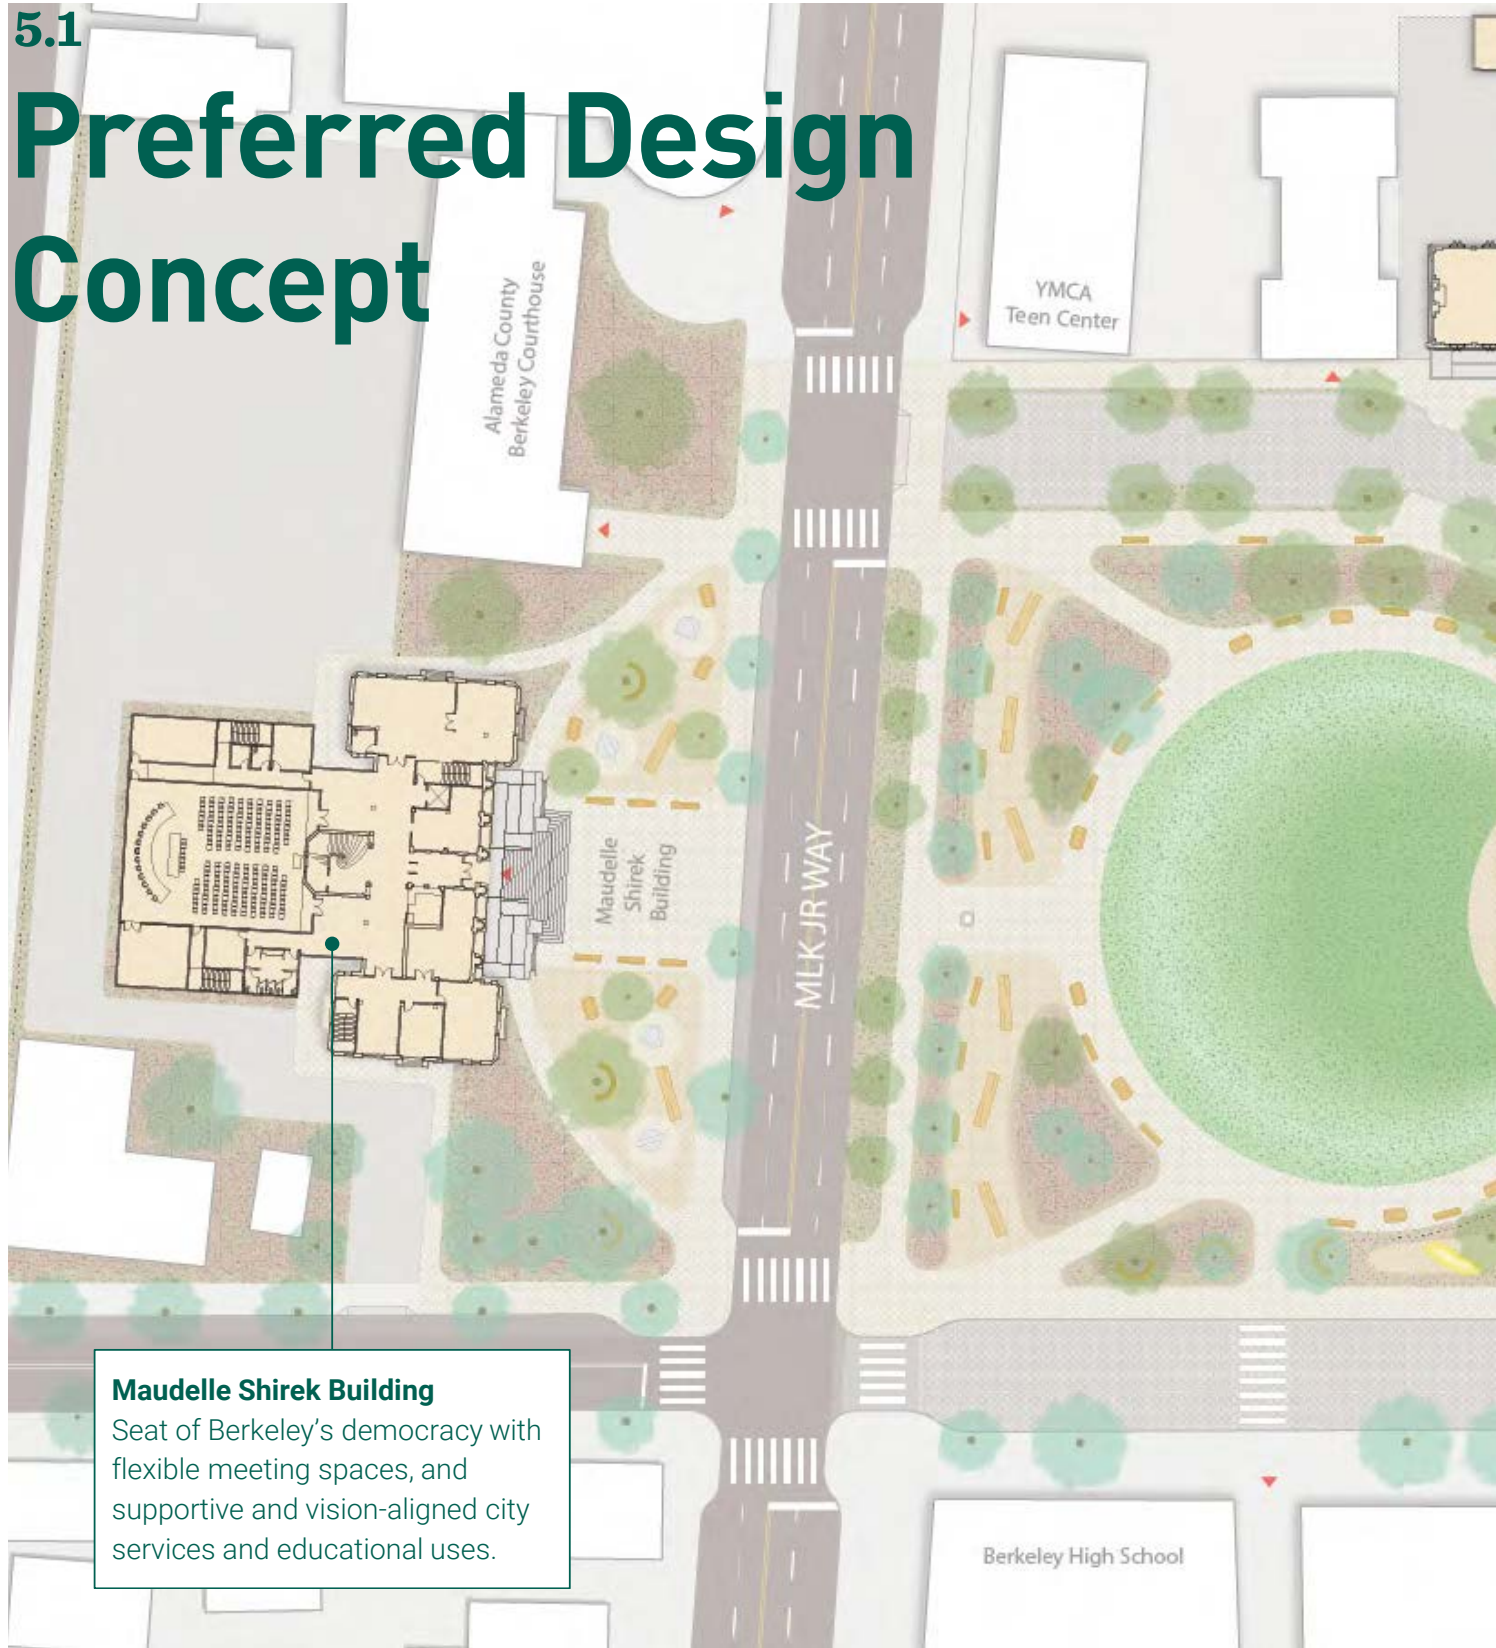 5.1
Preferred Design
Concept
Alameda County
Berkeley Courthouse
YMCA
Teen Center
Maudelle
Shirek
Building
MLK JR WAY
Maudelle Shirek Building
Seat of Berkeley’s democracy with
flexible meeting spaces, and
supportive and vision-aligned city
services and educational uses.
Berkeley High School